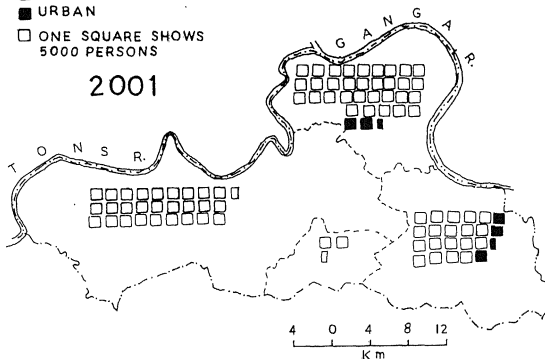 URBAN
ONE SQUARE SHOWS
5000 PERSONS
2001
GANGA R.
TONS R.
4 0 4 8 12
Km